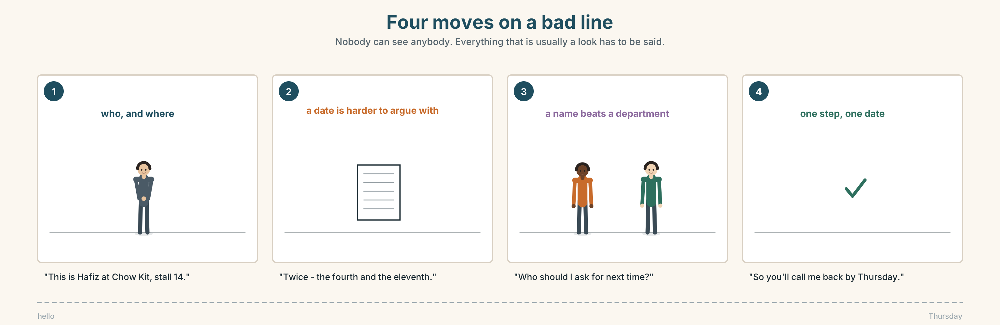 Four moves on a bad line
Nobody can see anybody. Everything that is usually a look has to be said.
1
who, and where
"This is Hafiz at Chow Kit, stall 14."
2
a date is harder to argue with
"Twice - the fourth and the eleventh."
3
a name beats a department
"Who should I ask for next time?"
4
one step, one date
"So you'll call me back by Thursday."
hello
Thursday